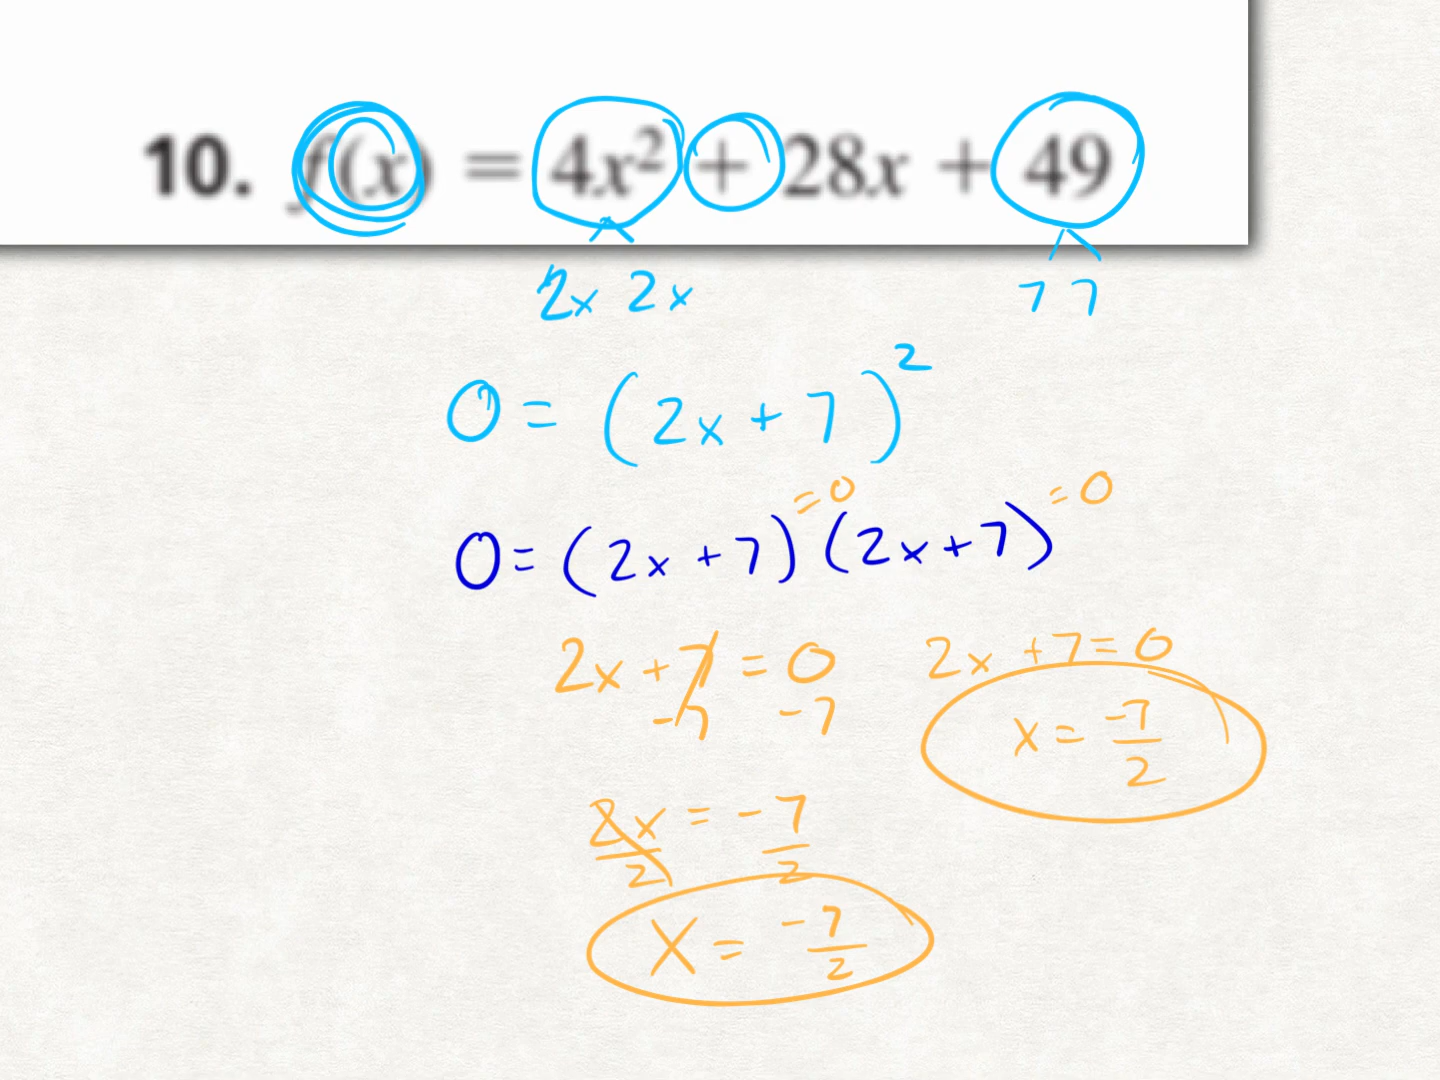 10. f(x) = 4x² + 28x + 49
2x 2x 7 7
0 = (2x + 7)²
= 0 = 0
0 = (2x + 7)(2x + 7)
2x + 7 = 0 2x + 7 = 0
-7 -7
x = -7/2
2x/2 = -7/2
x = -7/2